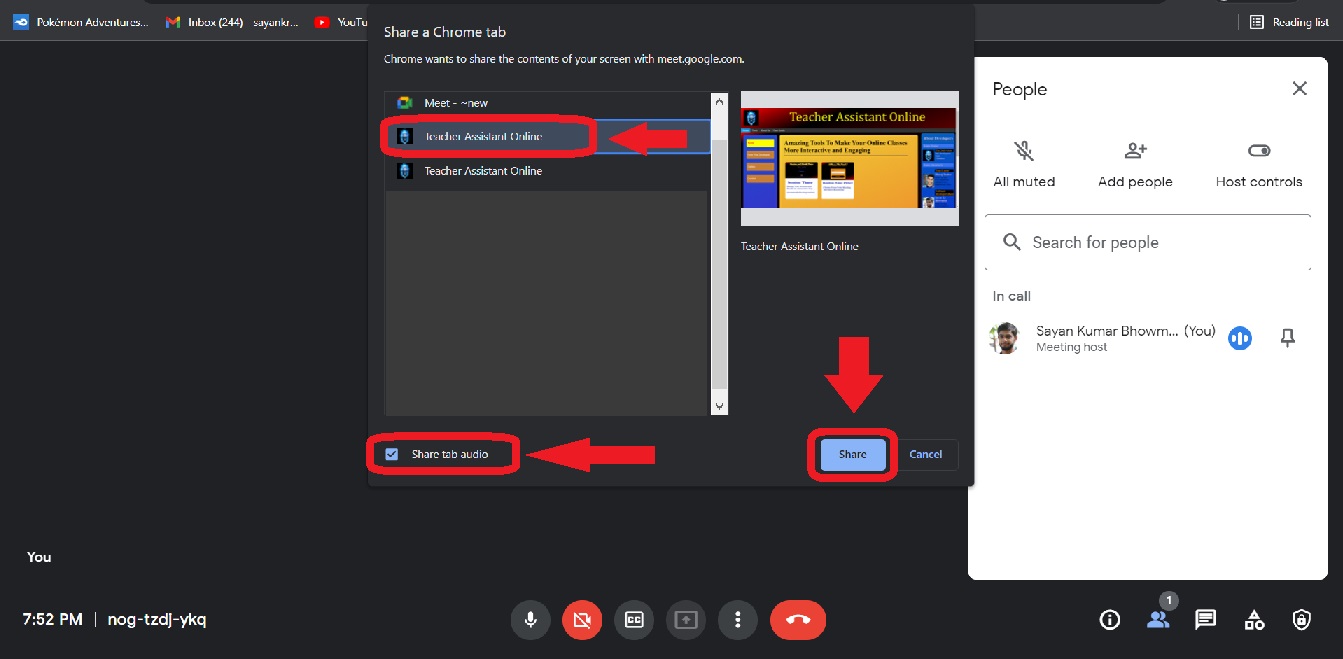 Pokémon Adventures...
Inbox (244) - sayankr...
YouTu
Reading list
Share a Chrome tab
Chrome wants to share the contents of your screen with meet.google.com.
Meet - ~new
Teacher Assistant Online
Teacher Assistant Online
Teacher Assistant Online
Amazing Tools To Make Your Online Classes
More Interactive and Engaging
Teacher Assistant Online
Share tab audio
Share
Cancel
People
All muted
Add people
Host controls
Search for people
In call
Sayan Kumar Bhowm... (You)
Meeting host
You
7:52 PM | nog-tzdj-ykq
CC
1